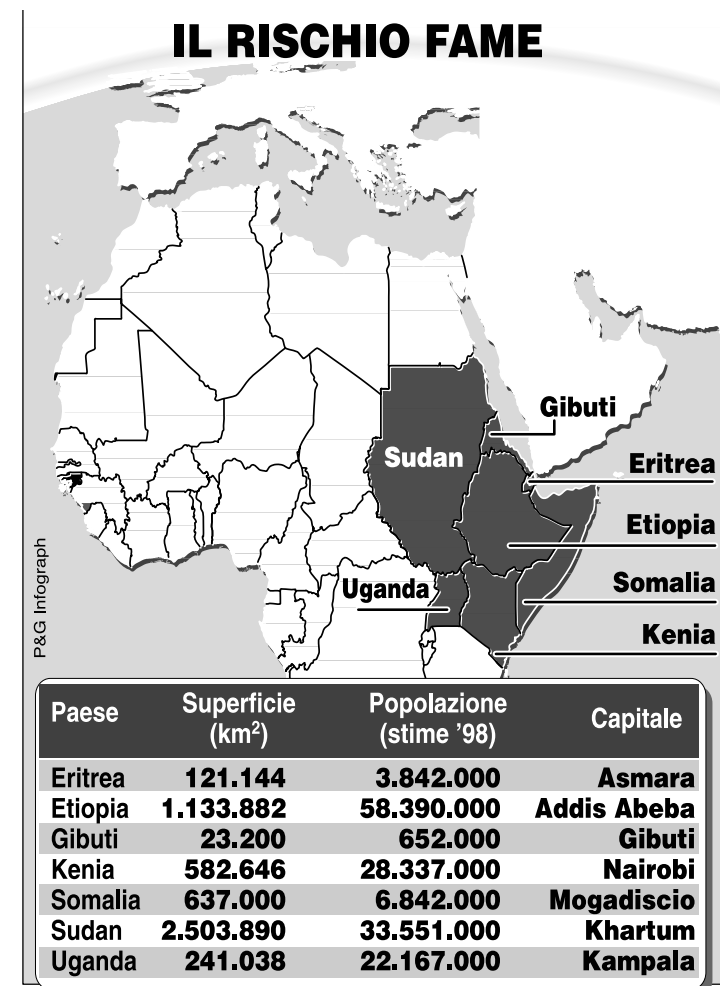 IL RISCHIO FAME
Gibuti
Sudan
Eritrea
Etiopia
Uganda
Somalia
Kenia
P&G Infograph
Paese Superficie (km²) Popolazione (stime ’98) Capitale
Eritrea 121.144 3.842.000 Asmara
Etiopia 1.133.882 58.390.000 Addis Abeba
Gibuti 23.200 652.000 Gibuti
Kenia 582.646 28.337.000 Nairobi
Somalia 637.000 6.842.000 Mogadiscio
Sudan 2.503.890 33.551.000 Khartum
Uganda 241.038 22.167.000 Kampala